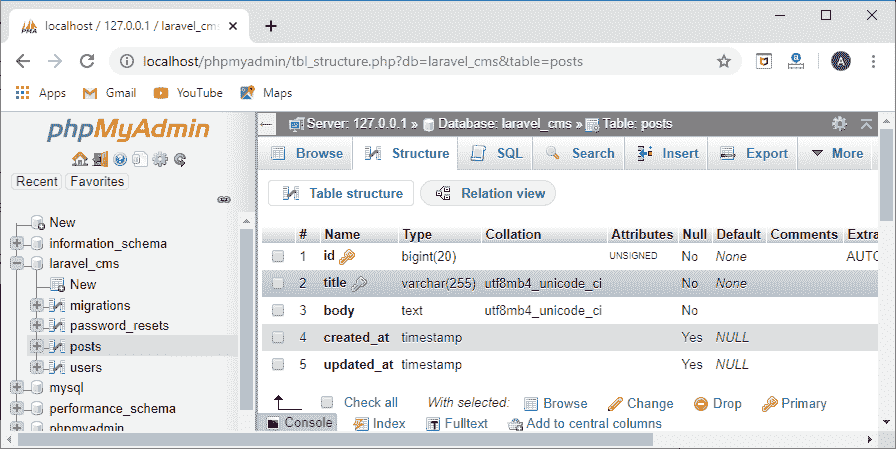 localhost / 127.0.0.1 / laravel_cms
localhost/phpmyadmin/tbl_structure.php?db=laravel_cms&table=posts
A
Apps Gmail YouTube Maps
phpMyAdmin
Recent Favorites
New
information_schema
laravel_cms
New
migrations
password_resets
posts
users
mysql
performance_schema
phpmyadmin
Server: 127.0.0.1 » Database: laravel_cms » Table: posts
Browse Structure SQL Search Insert Export More
Table structure Relation view
# Name Type Collation Attributes Null Default Comments Extra
1 id bigint(20) UNSIGNED No None AUTO
2 title varchar(255) utf8mb4_unicode_ci No None
3 body text utf8mb4_unicode_ci No
4 created_at timestamp Yes NULL
5 updated_at timestamp Yes NULL
Check all With selected: Browse Change Drop Primary
Console Index Fulltext Add to central columns